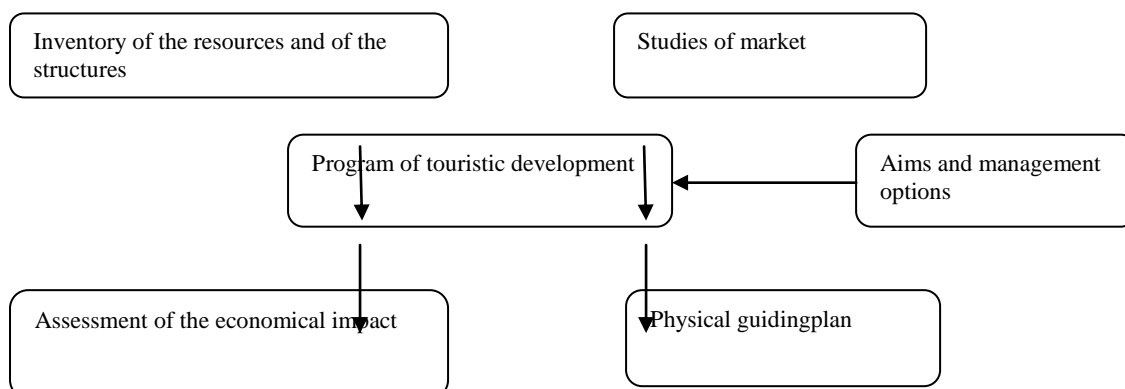 Inventory of the resources and of the
structures
Studies of market
Program of touristic development
Aims and management
options
Assessment of the economical impact
Physical guidingplan